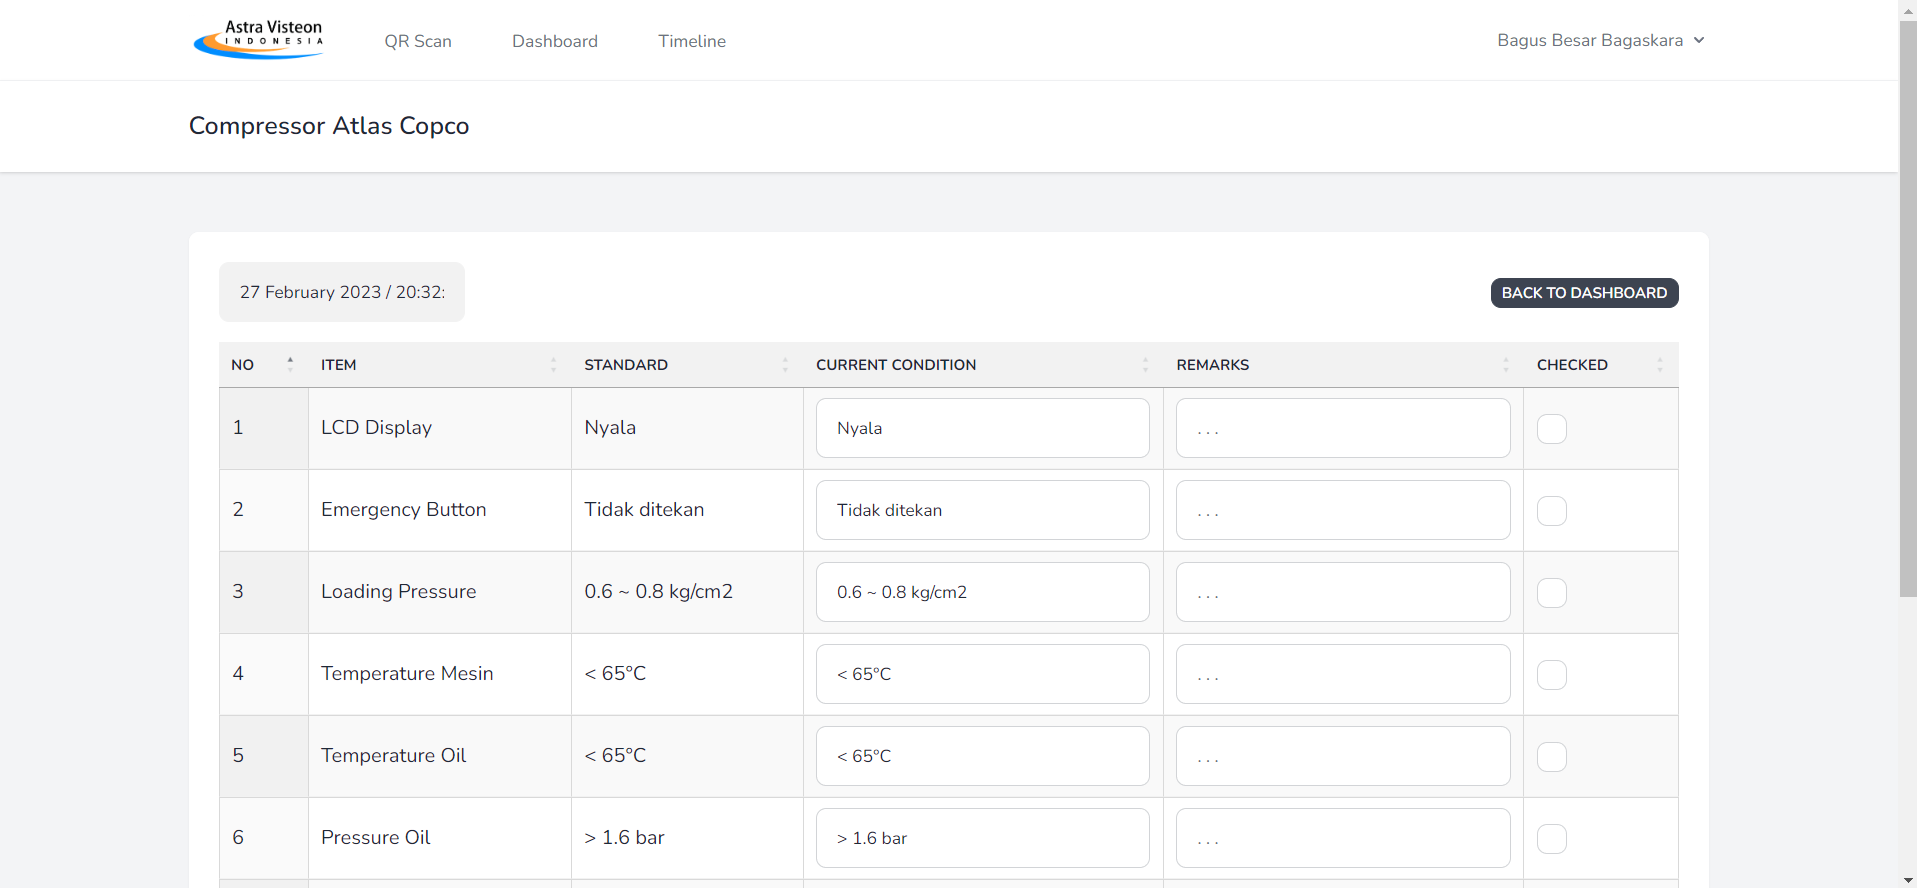 Astra Visteon
INDONESIA
QR Scan
Dashboard
Timeline
Bagus Besar Bagaskara
Compressor Atlas Copco
27 February 2023 / 20:32:
BACK TO DASHBOARD
NO ITEM STANDARD CURRENT CONDITION REMARKS CHECKED
1 LCD Display Nyala Nyala . . .
2 Emergency Button Tidak ditekan Tidak ditekan . . .
3 Loading Pressure 0.6 ~ 0.8 kg/cm2 0.6 ~ 0.8 kg/cm2 . . .
4 Temperature Mesin < 65°C < 65°C . . .
5 Temperature Oil < 65°C < 65°C . . .
6 Pressure Oil > 1.6 bar > 1.6 bar . . .